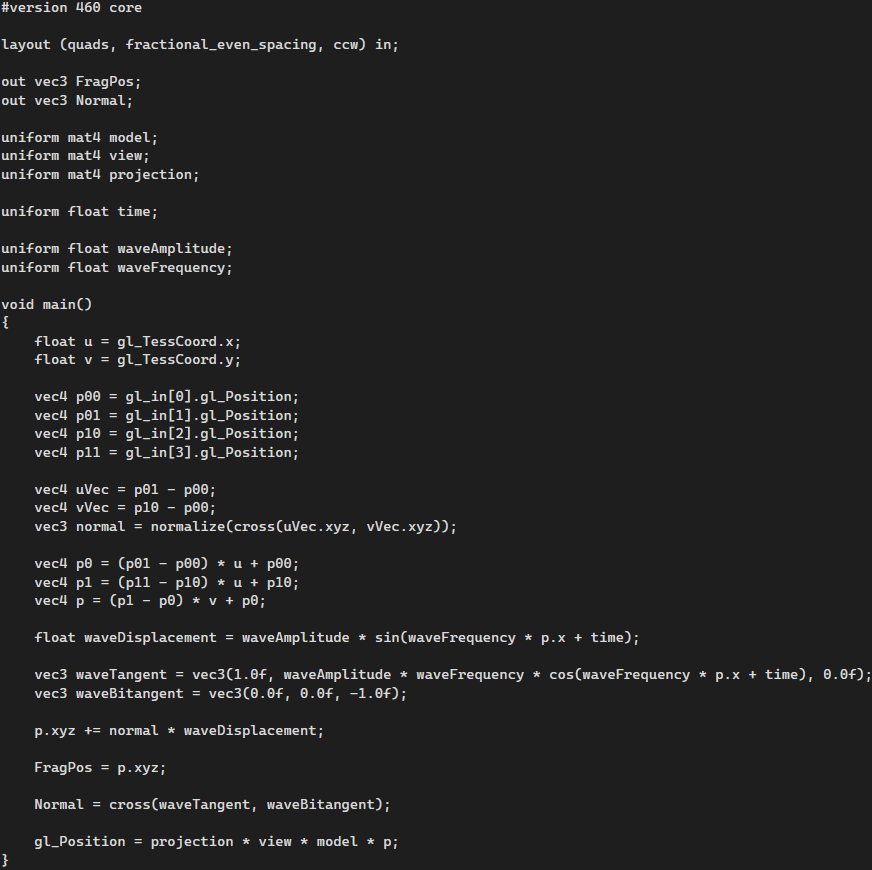 #version 460 core
layout (quads, fractional_even_spacing, ccw) in;
out vec3 FragPos;
out vec3 Normal;
uniform mat4 model;
uniform mat4 view;
uniform mat4 projection;
uniform float time;
uniform float waveAmplitude;
uniform float waveFrequency;
void main()
{
    float u = gl_TessCoord.x;
    float v = gl_TessCoord.y;
    vec4 p00 = gl_in[0].gl_Position;
    vec4 p01 = gl_in[1].gl_Position;
    vec4 p10 = gl_in[2].gl_Position;
    vec4 p11 = gl_in[3].gl_Position;
    vec4 uVec = p01 - p00;
    vec4 vVec = p10 - p00;
    vec3 normal = normalize(cross(uVec.xyz, vVec.xyz));
    vec4 p0 = (p01 - p00) * u + p00;
    vec4 p1 = (p11 - p10) * u + p10;
    vec4 p = (p1 - p0) * v + p0;
    float waveDisplacement = waveAmplitude * sin(waveFrequency * p.x + time);
    vec3 waveTangent = vec3(1.0f, waveAmplitude * waveFrequency * cos(waveFrequency * p.x + time), 0.0f);
    vec3 waveBitangent = vec3(0.0f, 0.0f, -1.0f);
    p.xyz += normal * waveDisplacement;
    FragPos = p.xyz;
    Normal = cross(waveTangent, waveBitangent);
    gl_Position = projection * view * model * p;
}